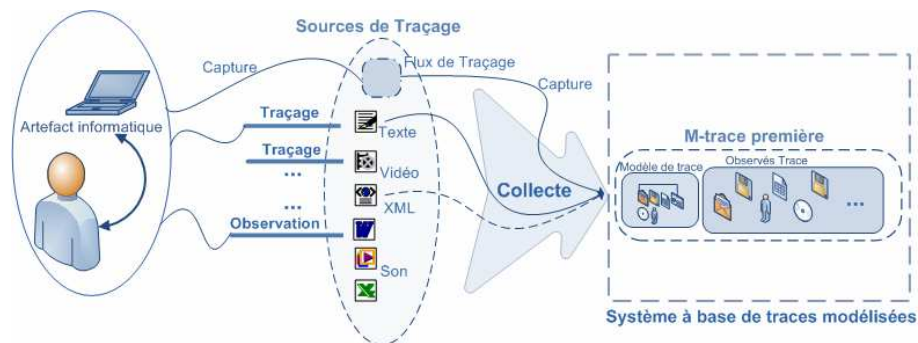 Sources de Traçage
Capture
Flux de Traçage
Capture
Artefact informatique
Traçage
Texte
Traçage
...
Vidéo
...
XML
Observation
Son
Collecte
M-trace première
Modèle de trace
Observés Trace
...
Système à base de traces modélisées